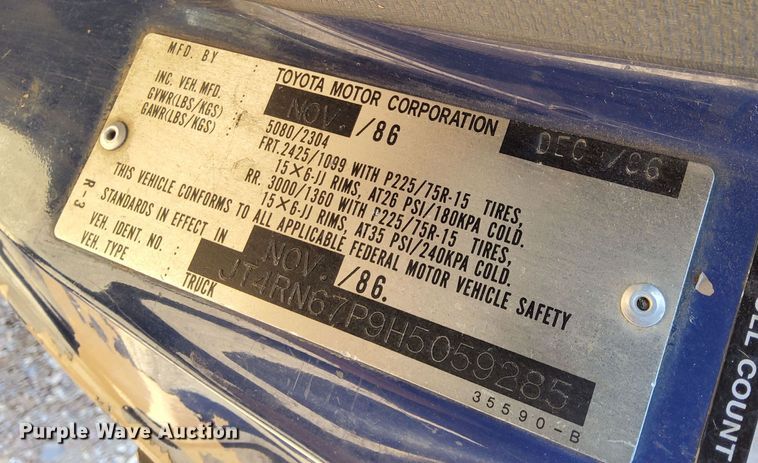 MFD. BY : TOYOTA MOTOR CORPORATION
INC. VEH. MFD. : NOV. /86 DEC /86
GVWR(LBS/KGS) : 5080/2304
GAWR(LBS/KGS) : FRT. 2425/1099 WITH P225/75R-15 TIRES,
15×6-JJ RIMS, AT26 PSI/180KPA COLD.
RR. 3000/1360 WITH P225/75R-15 TIRES,
15×6-JJ RIMS, AT35 PSI/240KPA COLD.
THIS VEHICLE CONFORMS TO ALL APPLICABLE FEDERAL MOTOR VEHICLE SAFETY
STANDARDS IN EFFECT IN NOV. /86.
VEH. IDENT. NO. : JT4RN67P9H5059285
VEH. TYPE : TRUCK
R-3
35590-B
COUNT
Purple Wave Auction